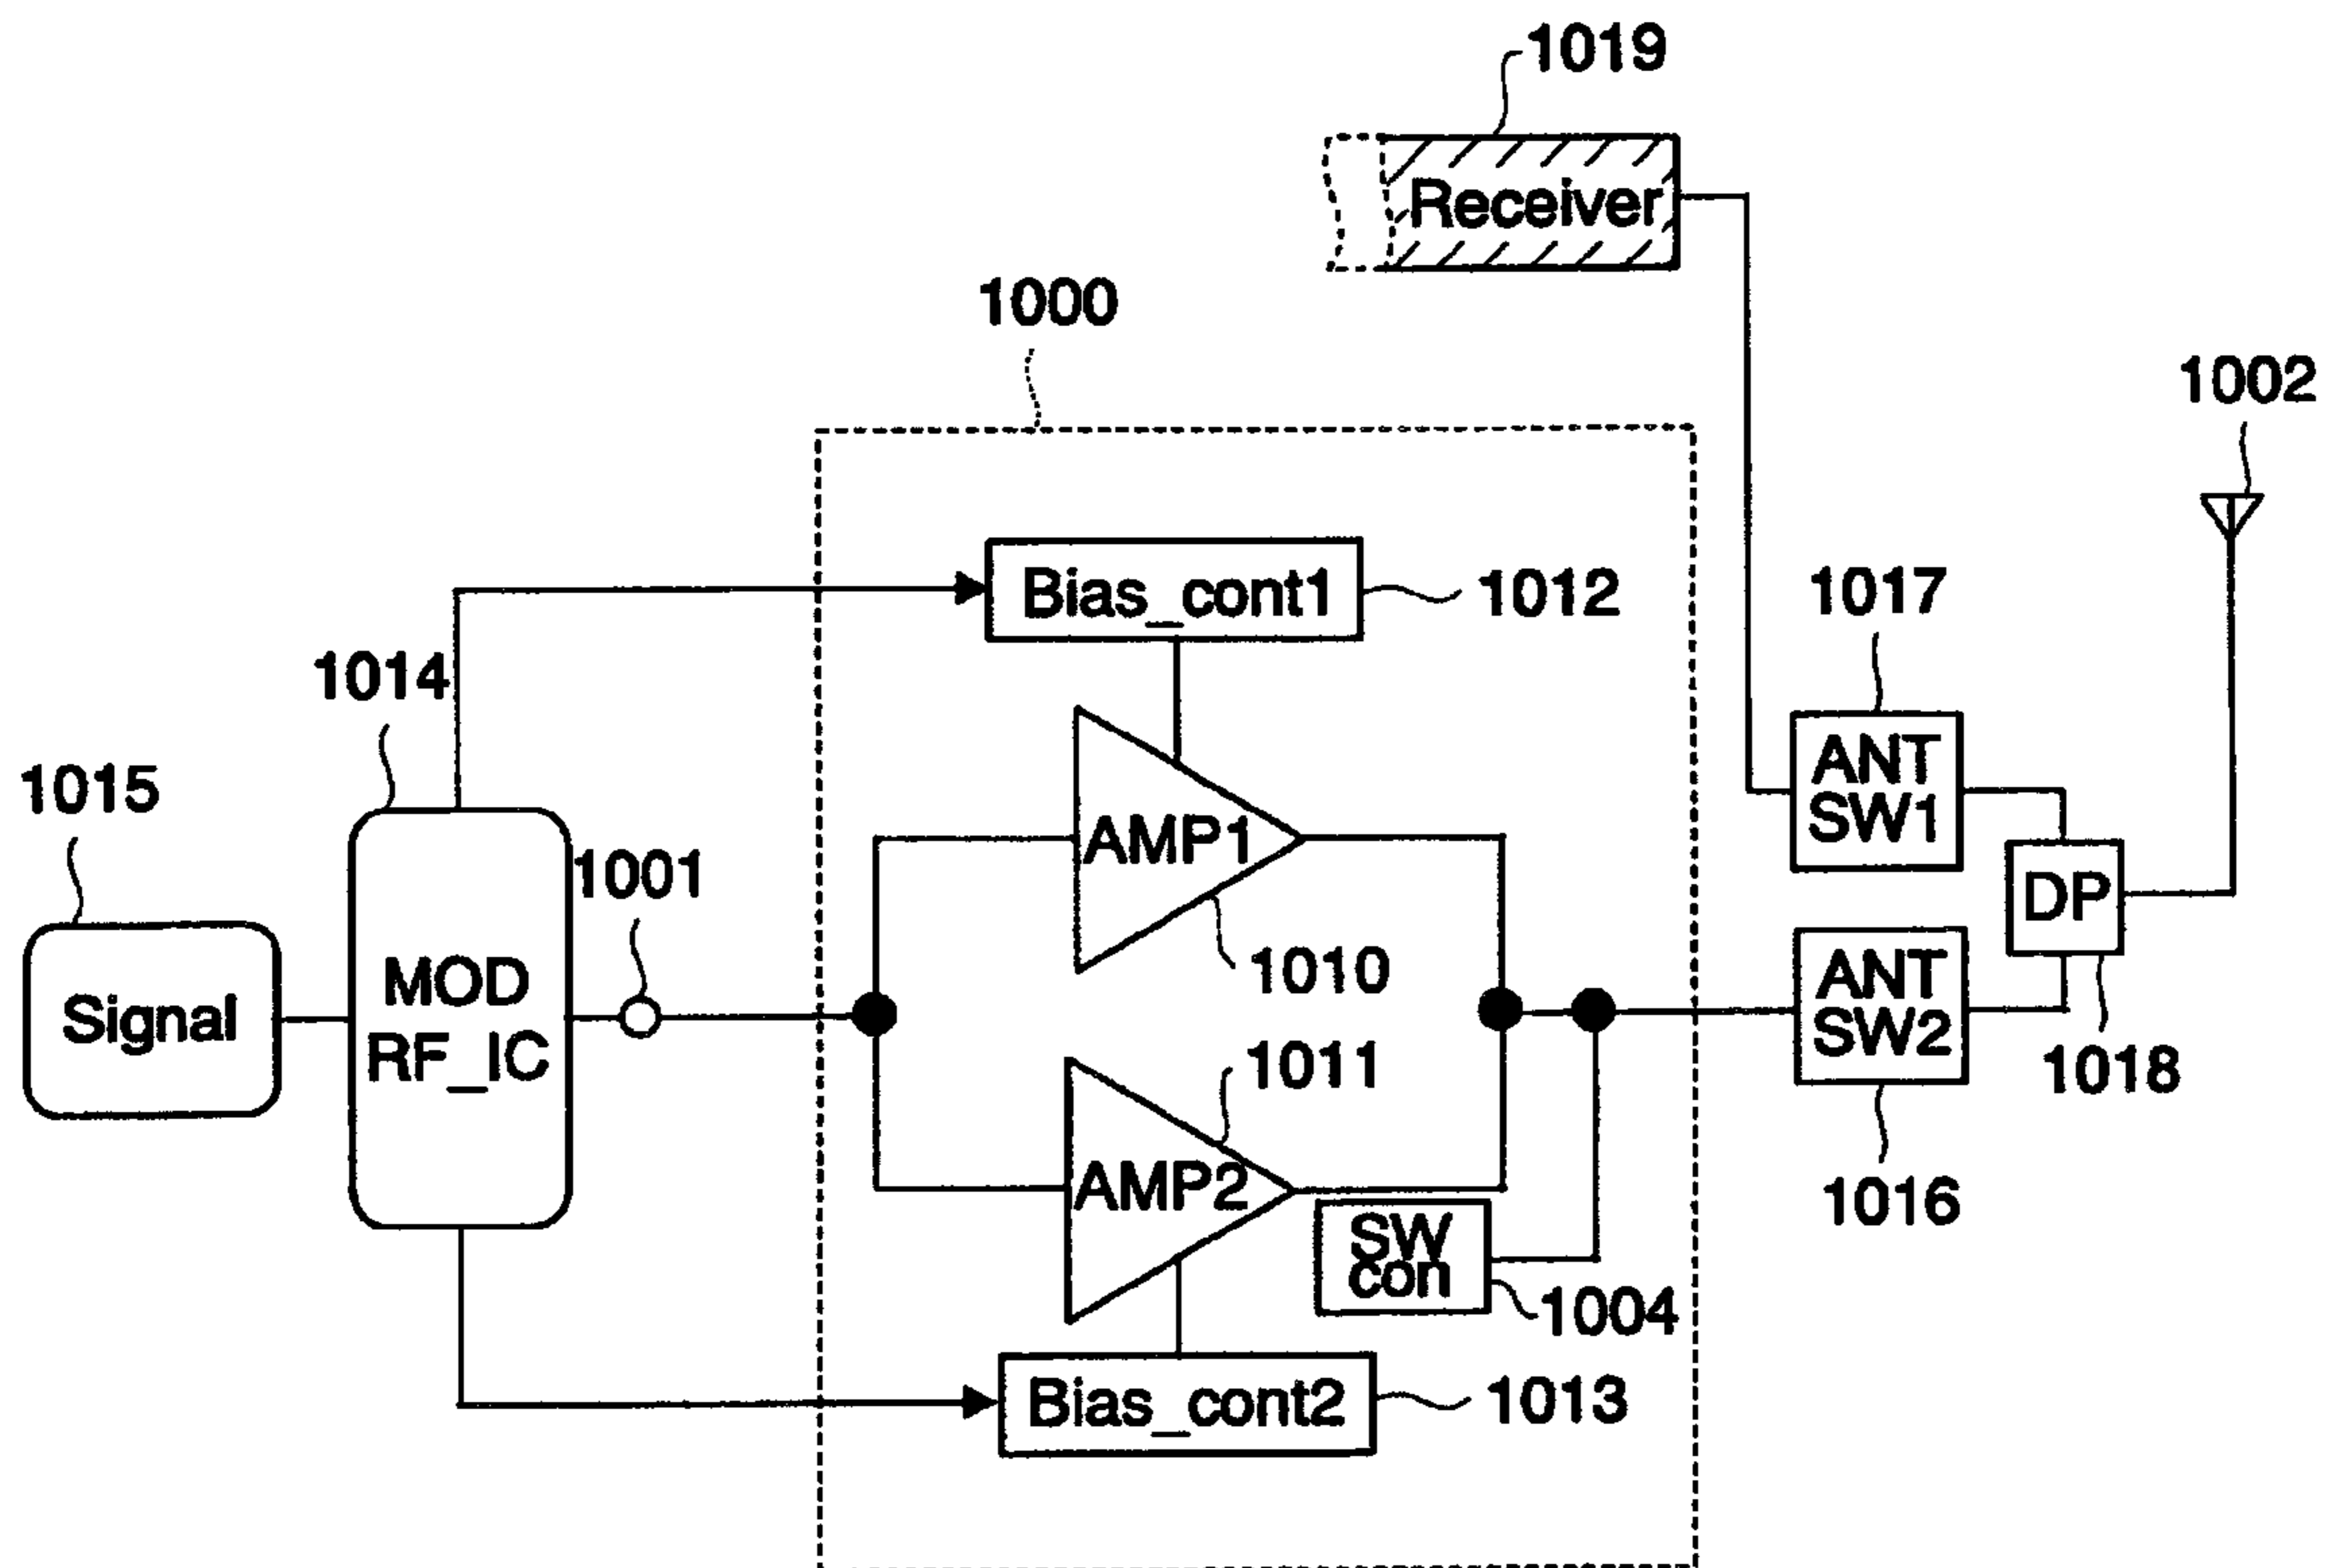 1019
Receiver
1000
1002
Bias_cont1
1012
1017
1014
ANT
SW1
1015
AMP1
1001
DP
1010
MOD
RF_IC
Signal
ANT
SW2
1011
1018
AMP2
1016
SW
con
1004
Bias_cont2
1013